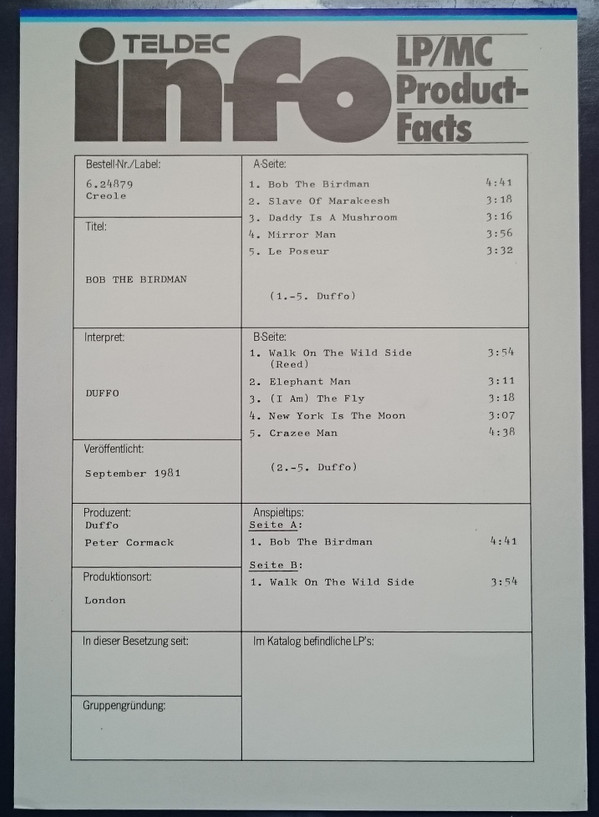 TELDEC
info
LP/MC
Product-
Facts
Bestell-Nr./Label:
6.24879
Creole
Titel:
BOB THE BIRDMAN
Interpret:
DUFFO
Veröffentlicht:
September 1981
Produzent:
Duffo
Peter Cormack
Produktionsort:
London
In dieser Besetzung seit:
Gruppengründung:
A-Seite:
1. Bob The Birdman 4:41
2. Slave Of Marakeesh 3:18
3. Daddy Is A Mushroom 3:16
4. Mirror Man 3:56
5. Le Poseur 3:32
(1.-5. Duffo)
B-Seite:
1. Walk On The Wild Side 3:54
(Reed)
2. Elephant Man 3:11
3. (I Am) The Fly 3:18
4. New York Is The Moon 3:07
5. Crazee Man 4:38
(2.-5. Duffo)
Anspieltips:
Seite A:
1. Bob The Birdman 4:41
Seite B:
1. Walk On The Wild Side 3:54
Im Katalog befindliche LP's: